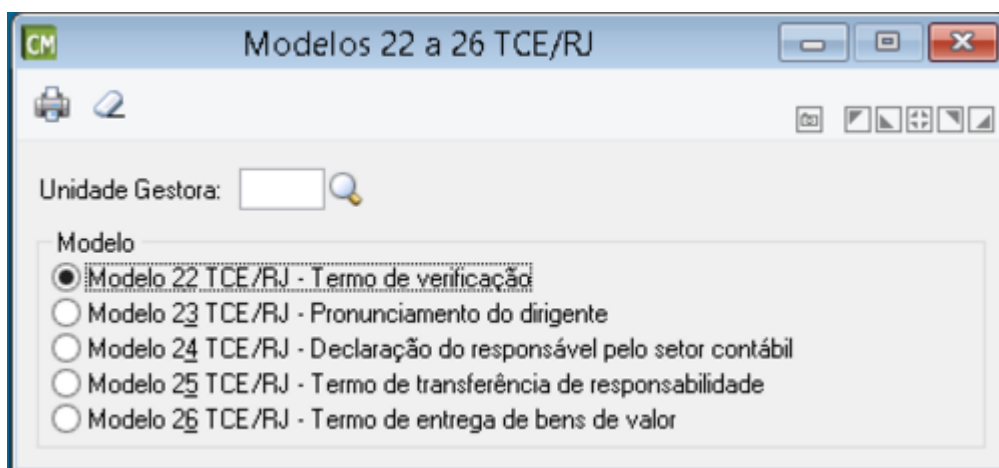 CM Modelos 22 a 26 TCE/RJ
Unidade Gestora:
Modelo
Modelo 22 TCE/RJ - Termo de verificação
Modelo 23 TCE/RJ - Pronunciamento do dirigente
Modelo 24 TCE/RJ - Declaração do responsável pelo setor contábil
Modelo 25 TCE/RJ - Termo de transferência de responsabilidade
Modelo 26 TCE/RJ - Termo de entrega de bens de valor